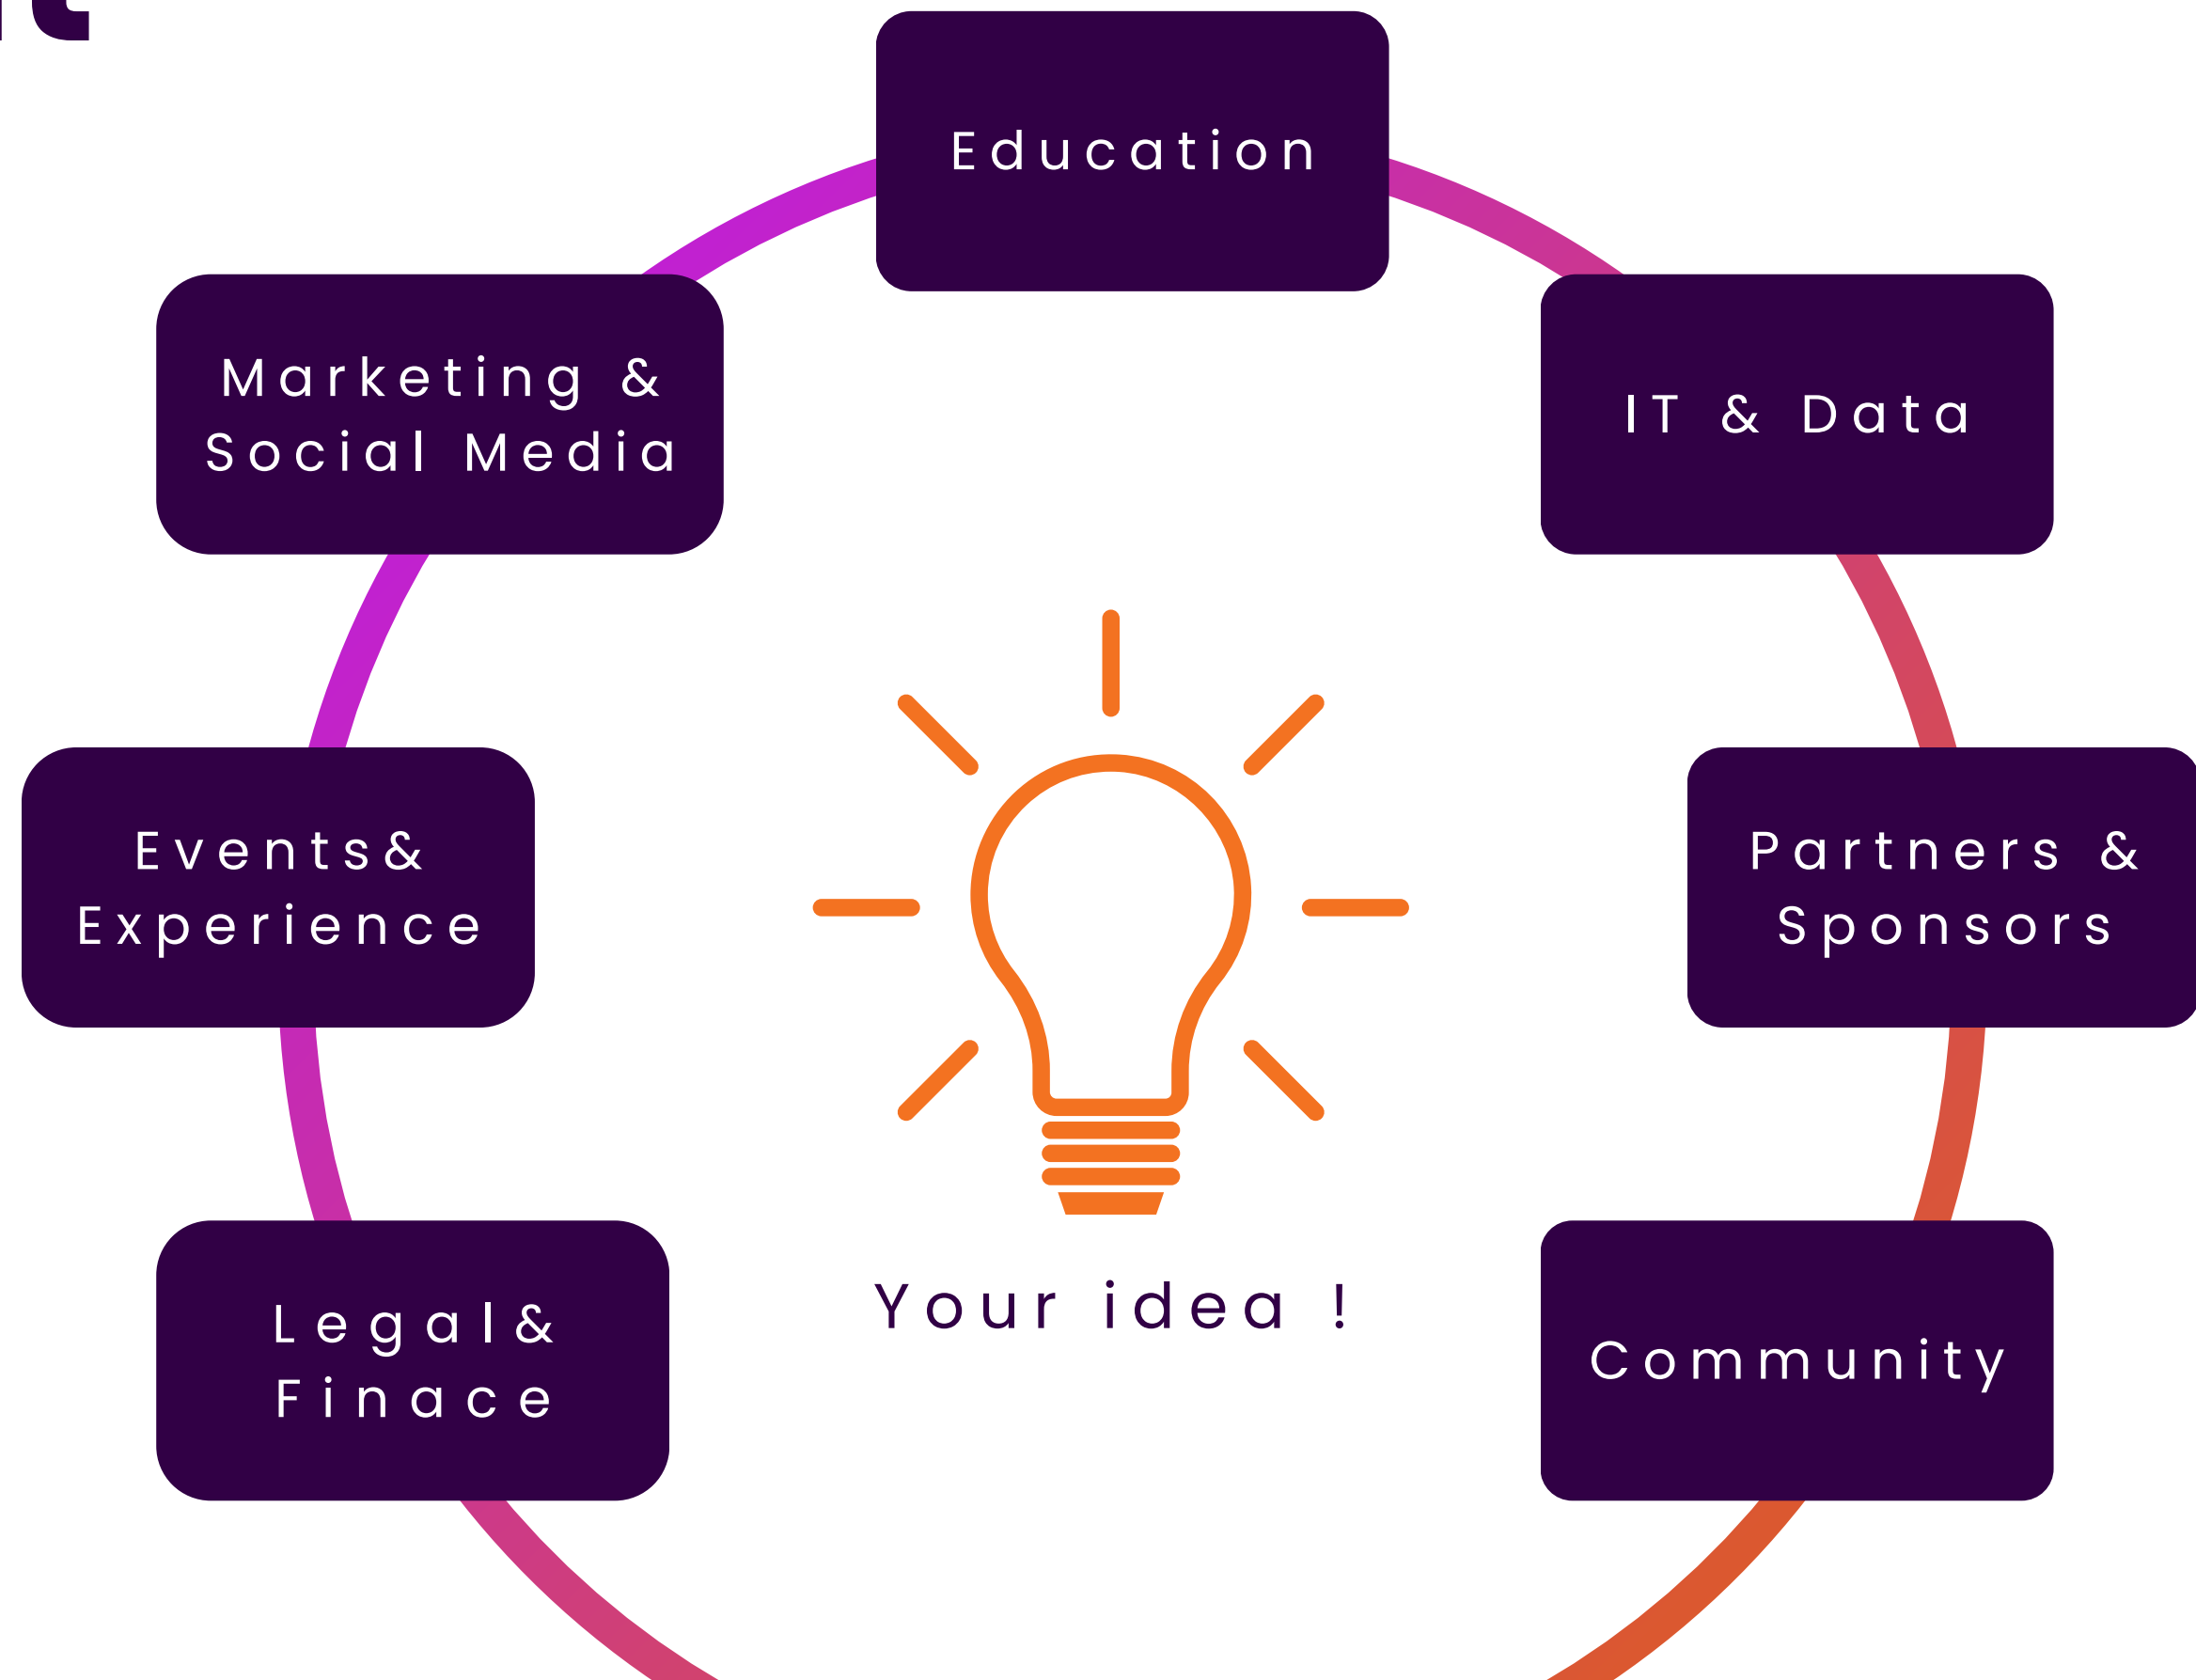 Education
Marketing &
Social Media
IT & Data
Events&
Experience
Partners &
Sponsors
Legal&
Finace
Your idea !
Community